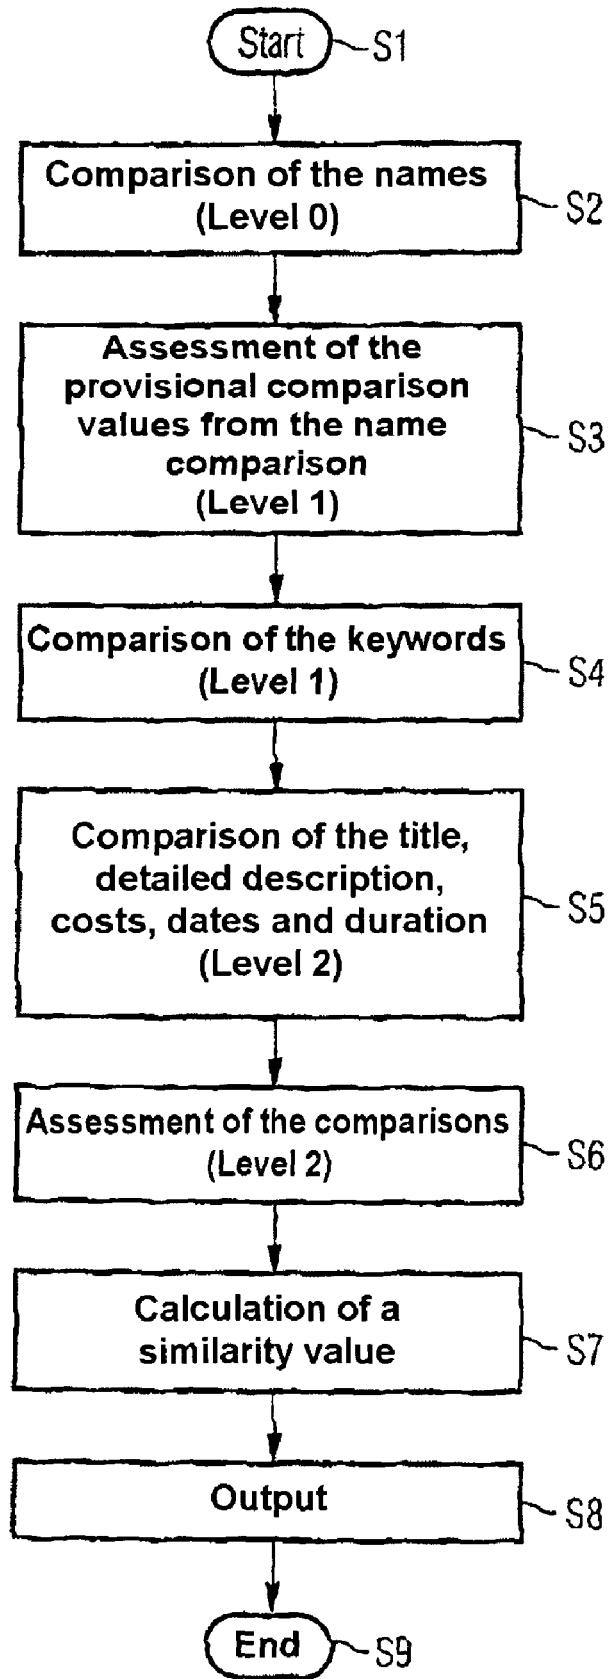 Start S1
Comparison of the names
(Level 0)
S2
Assessment of the
provisional comparison
values from the name
comparison
(Level 1)
S3
Comparison of the keywords
(Level 1)
S4
Comparison of the title,
detailed description,
costs, dates and duration
(Level 2)
S5
Assessment of the comparisons
(Level 2)
S6
Calculation of a
similarity value
S7
Output
S8
End S9